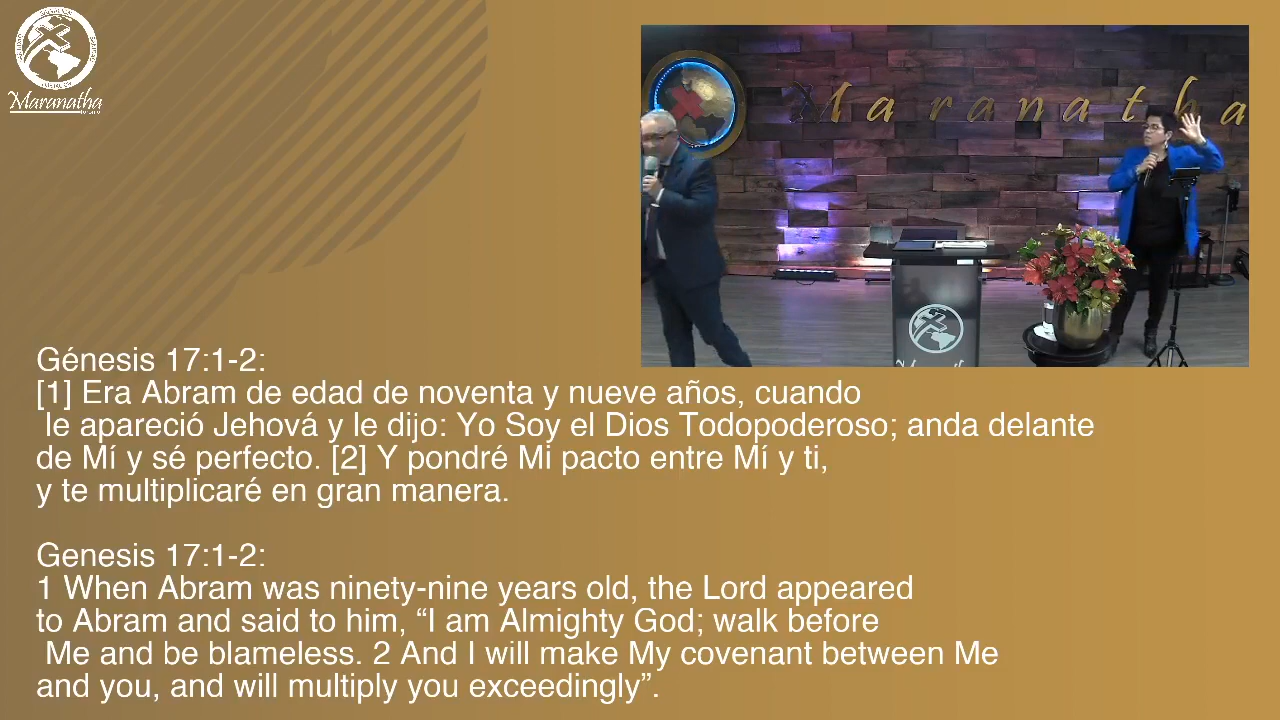 Maranatha
Maranatha
Génesis 17:1-2:
[1] Era Abram de edad de noventa y nueve años, cuando
le apareció Jehová y le dijo: Yo Soy el Dios Todopoderoso; anda delante
de Mí y sé perfecto. [2] Y pondré Mi pacto entre Mí y ti,
y te multiplicaré en gran manera.
Genesis 17:1-2:
1 When Abram was ninety-nine years old, the Lord appeared
to Abram and said to him, “I am Almighty God; walk before
Me and be blameless. 2 And I will make My covenant between Me
and you, and will multiply you exceedingly”.